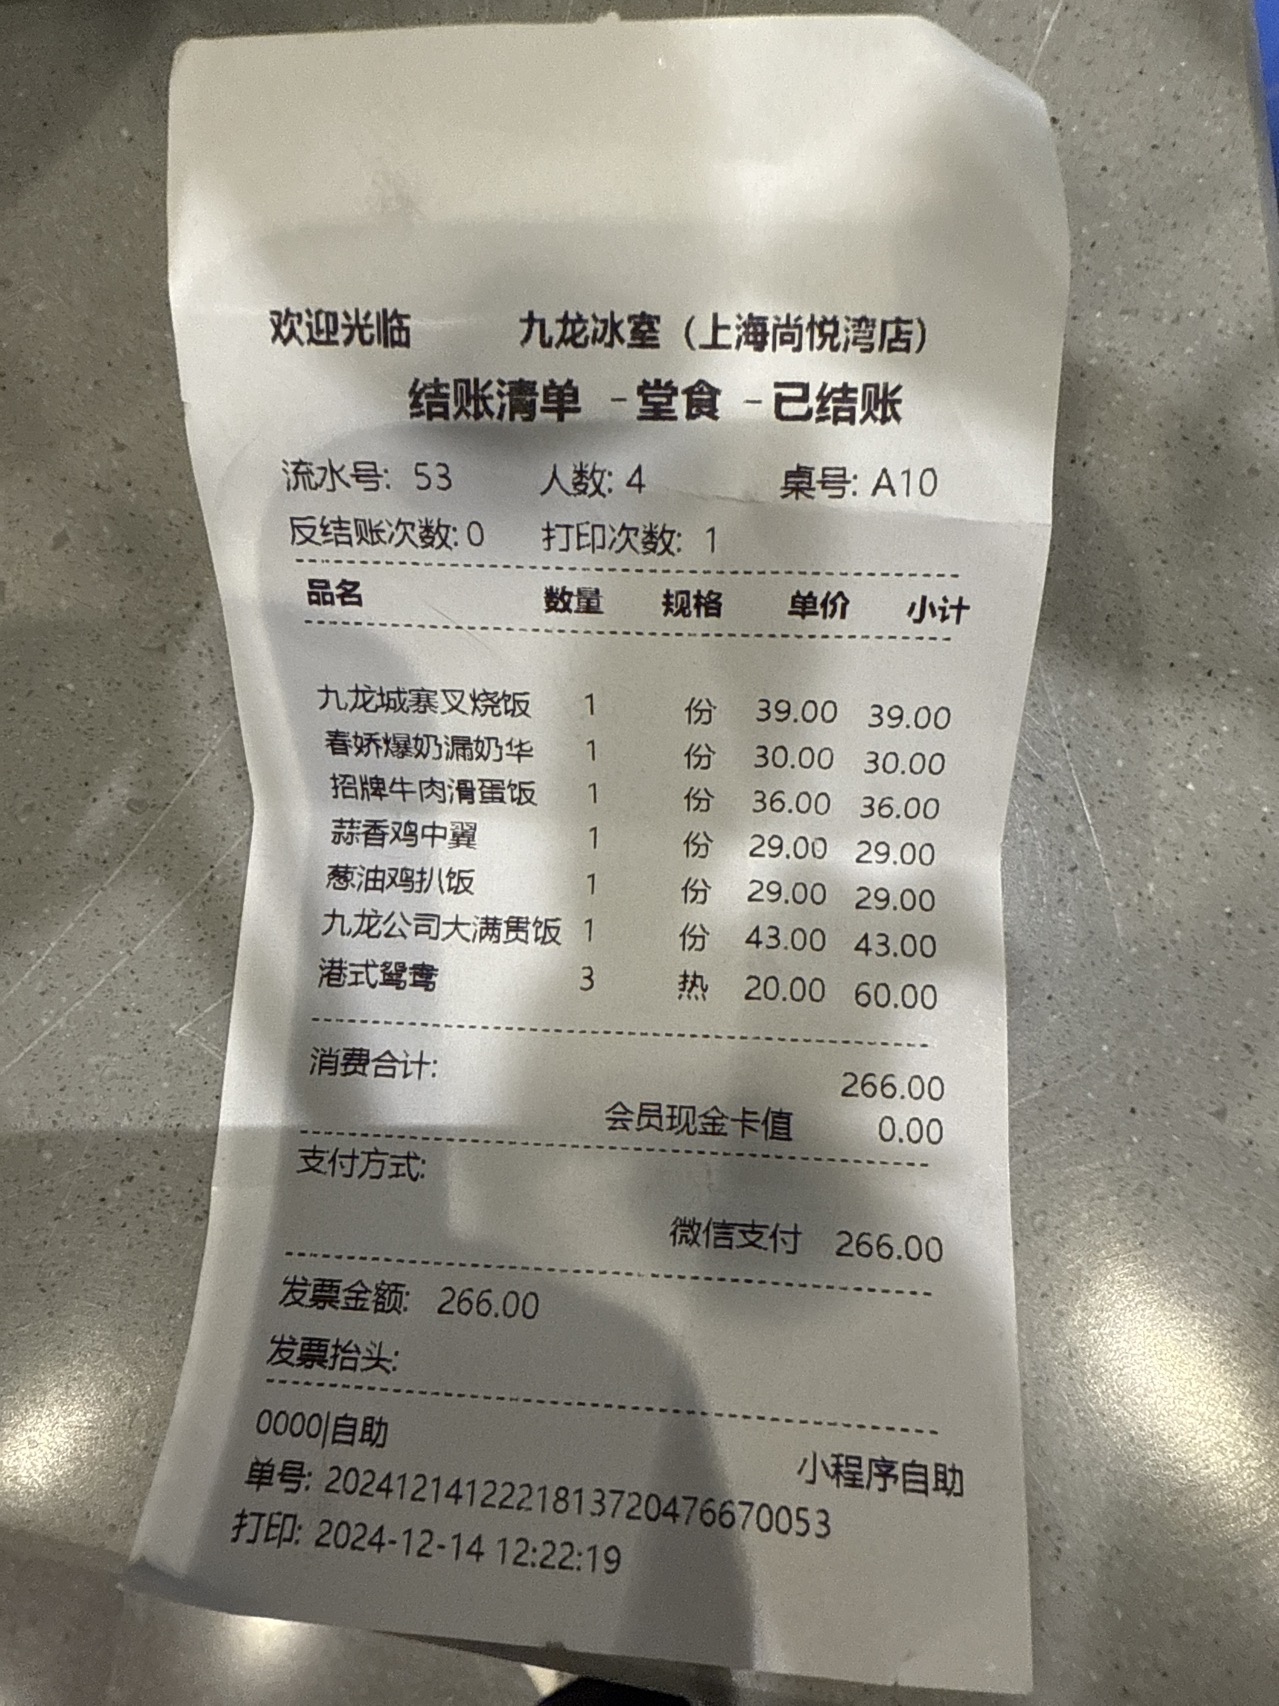 欢迎光临 九龙冰室（上海尚悦湾店）
结账清单 -堂食 -已结账
流水号: 53 人数: 4 桌号: A10
反结账次数: 0 打印次数: 1
品名 数量 规格 单价 小计
九龙城寨叉烧饭 1 份 39.00 39.00
春娇爆奶漏奶华 1 份 30.00 30.00
招牌牛肉滑蛋饭 1 份 36.00 36.00
蒜香鸡中翼 1 份 29.00 29.00
葱油鸡扒饭 1 份 29.00 29.00
九龙公司大满贯饭 1 份 43.00 43.00
港式鸳鸯 3 热 20.00 60.00
消费合计: 266.00
会员现金卡值 0.00
支付方式:
微信支付 266.00
发票金额: 266.00
发票抬头:
0000|自助 小程序自助
单号: 20241214122218137204766 70053
打印: 2024-12-14 12:22:19